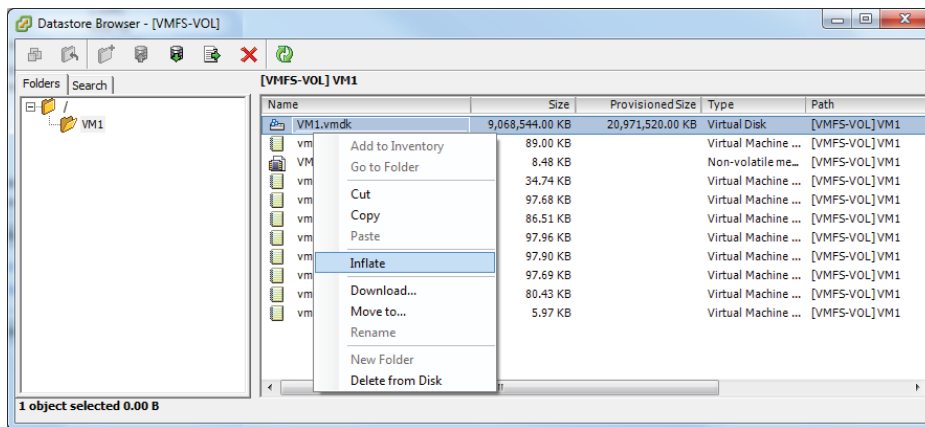 Datastore Browser - [VMFS-VOL]
Folders Search [VMFS-VOL] VM1
Name Size Provisioned Size Type Path
/
VM1
VM1.vmdk 9,068,544.00 KB 20,971,520.00 KB Virtual Disk [VMFS-VOL] VM1
vm 89.00 KB Virtual Machine ... [VMFS-VOL] VM1
VM 8.48 KB Non-volatile me... [VMFS-VOL] VM1
vm 34.74 KB Virtual Machine ... [VMFS-VOL] VM1
vm 97.68 KB Virtual Machine ... [VMFS-VOL] VM1
vm 86.51 KB Virtual Machine ... [VMFS-VOL] VM1
vm 97.96 KB Virtual Machine ... [VMFS-VOL] VM1
vm 97.90 KB Virtual Machine ... [VMFS-VOL] VM1
vm 97.69 KB Virtual Machine ... [VMFS-VOL] VM1
vm 80.43 KB Virtual Machine ... [VMFS-VOL] VM1
vm 5.97 KB Virtual Machine ... [VMFS-VOL] VM1
Add to Inventory
Go to Folder
Cut
Copy
Paste
Inflate
Download...
Move to...
Rename
New Folder
Delete from Disk
1 object selected 0.00 B